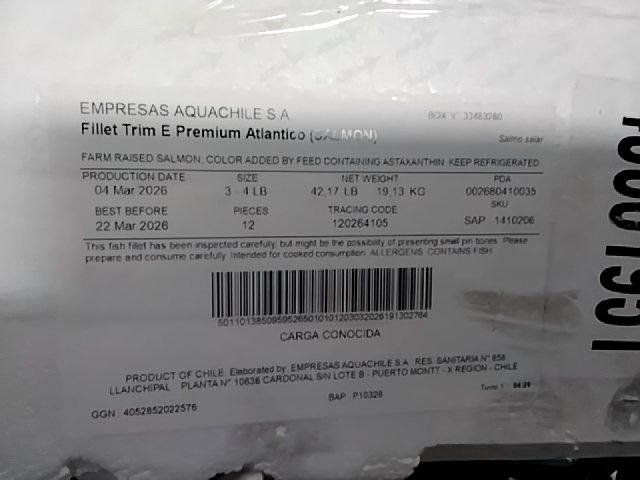 EMPRESAS AQUACHILE S.A
BOX N° 33463280
Fillet Trim E Premium Atlantico (SALMON)
Salmo salar
FARM RAISED SALMON, COLOR ADDED BY FEED CONTAINING ASTAXANTHIN. KEEP REFRIGERATED
PRODUCTION DATE SIZE NET WEIGHT PDA
04 Mar 2026 3 - 4 LB 42,17 LB 19,13 KG 002680410035
BEST BEFORE PIECES TRACING CODE SKU
22 Mar 2026 12 120264105 SAP 1410206
This fish fillet has been inspected carefully, but might be the possibility of presenting small pin bones. Please
prepare and consume carefully. Intended for cooked consumption. ALLERGENS: CONTAINS FISH
CARGA CONOCIDA
PRODUCT OF CHILE. Elaborated by EMPRESAS AQUACHILE S.A. RES. SANITARIA N° 658
LLANCHIPAL PLANTA N° 10636 CARDONAL SIN LOTE B - PUERTO MONTT - X REGION - CHILE
BAP P10328
Turno 1 04:29
GGN 4052852022576